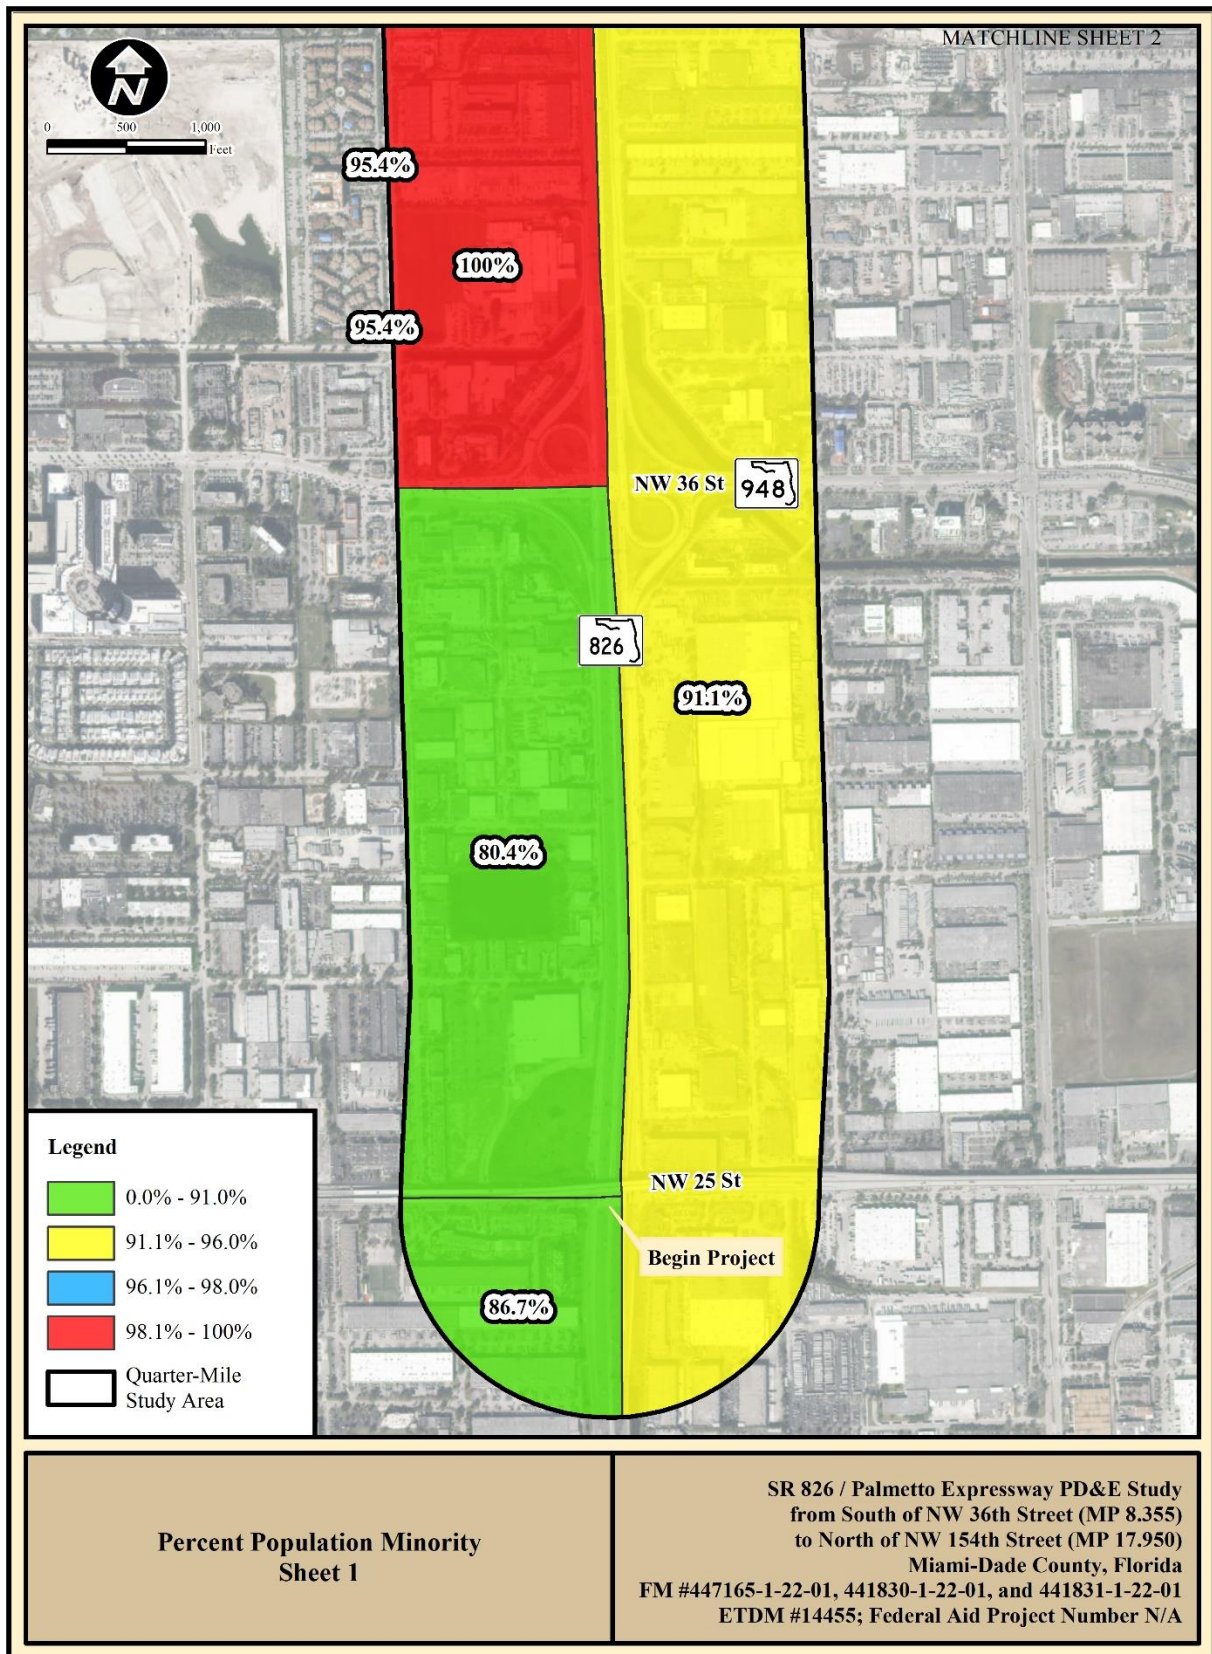 MATCHLINE SHEET 2
N
0 500 1,000
Feet
95.4%
100%
95.4%
NW 36 St
948
826
91.1%
80.4%
NW 25 St
Begin Project
86.7%
Legend
0.0% - 91.0%
91.1% - 96.0%
96.1% - 98.0%
98.1% - 100%
Quarter-Mile
Study Area
Percent Population Minority
Sheet 1
SR 826 / Palmetto Expressway PD&E Study
from South of NW 36th Street (MP 8.355)
to North of NW 154th Street (MP 17.950)
Miami-Dade County, Florida
FM #447165-1-22-01, 441830-1-22-01, and 441831-1-22-01
ETDM #14455; Federal Aid Project Number N/A